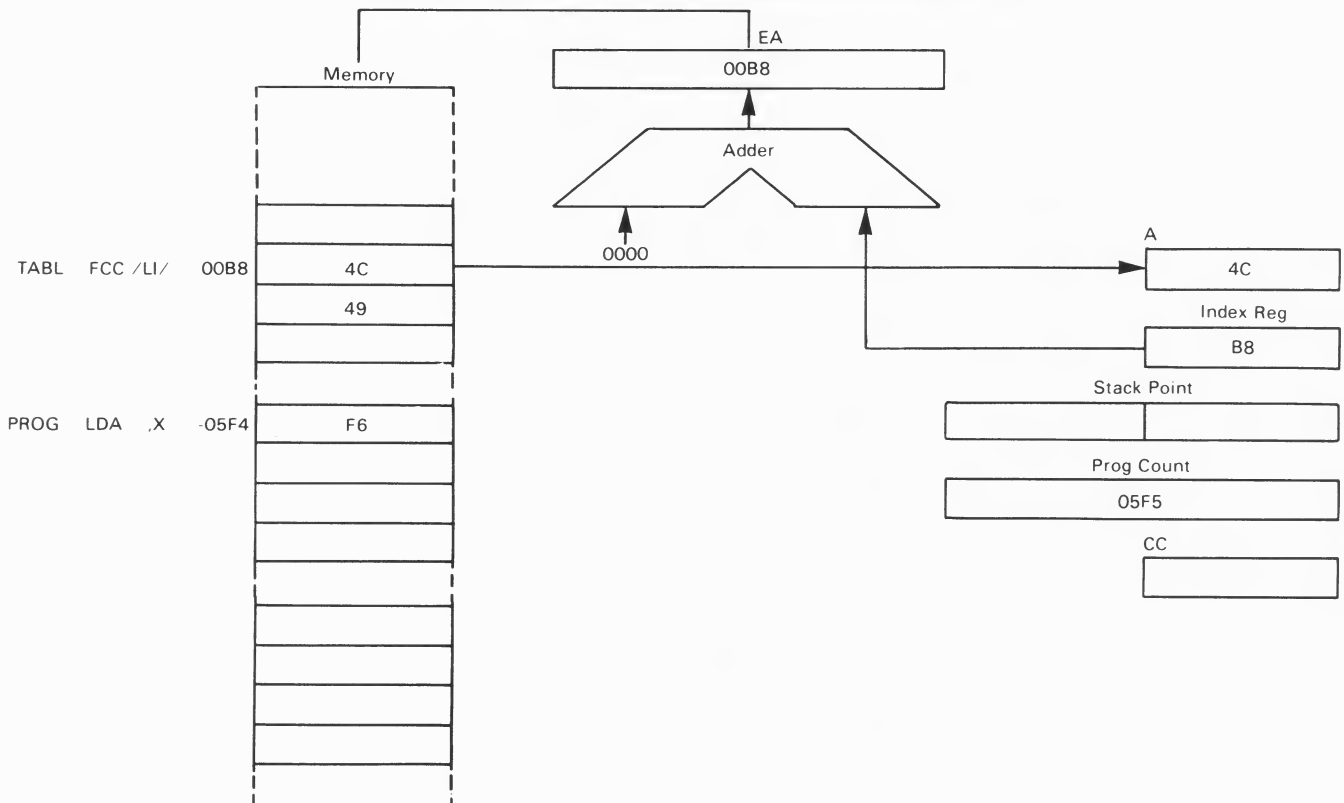 EA
00B8
Memory
Adder
0000
A
TABL FCC /LI/ 00B8 4C 4C
49
Index Reg
B8
Stack Point
PROG LDA ,X -05F4 F6
Prog Count
05F5
CC